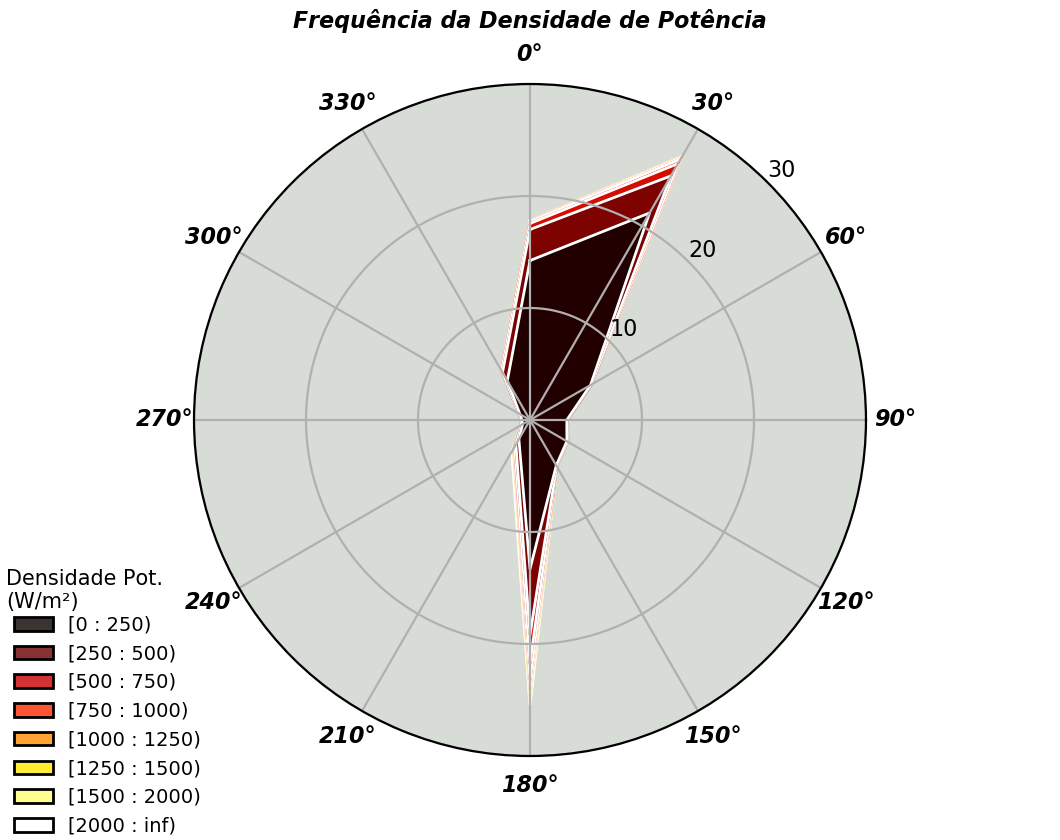 Frequência da Densidade de Potência
0°
330°
30°
30
300°
60°
20
10
270°
90°
240°
120°
210°
150°
180°
Densidade Pot.
(W/m²)
[0 : 250)
[250 : 500)
[500 : 750)
[750 : 1000)
[1000 : 1250)
[1250 : 1500)
[1500 : 2000)
[2000 : inf)